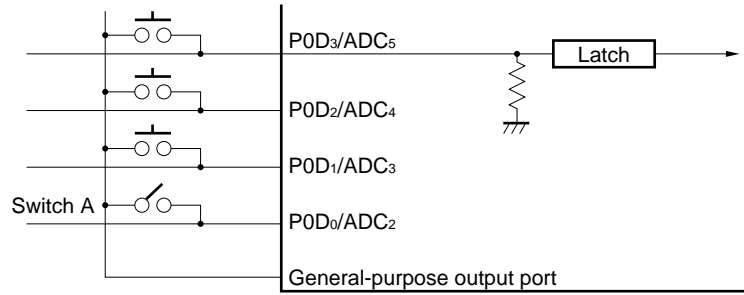 P0D3/ADC5
Latch
P0D2/ADC4
P0D1/ADC3
Switch A
P0D0/ADC2
General-purpose output port